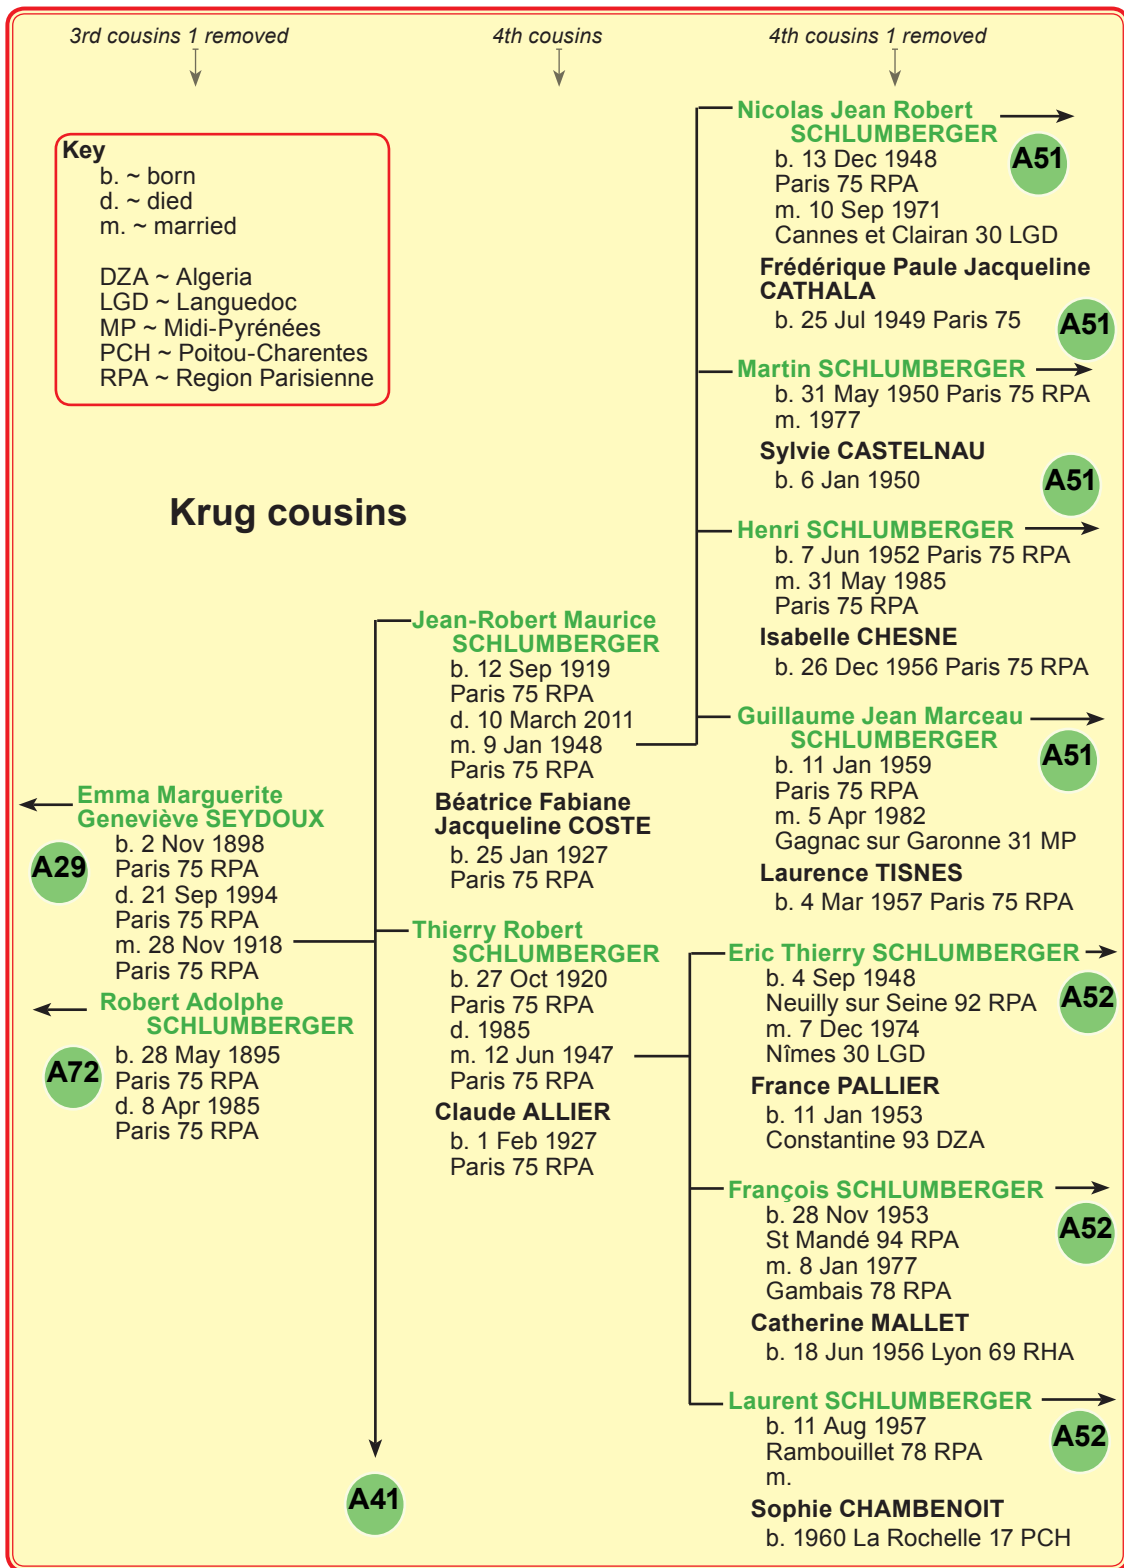 3rd cousins 1 removed
4th cousins
4th cousins 1 removed
Key
b. ~ born
d. ~ died
m. ~ married
DZA ~ Algeria
LGD ~ Languedoc
MP ~ Midi-Pyrénées
PCH ~ Poitou-Charentes
RPA ~ Region Parisienne
Krug cousins
Emma Marguerite
Geneviève SEYDOUX
b. 2 Nov 1898
Paris 75 RPA
d. 21 Sep 1994
Paris 75 RPA
m. 28 Nov 1918
Paris 75 RPA
A29
Robert Adolphe
SCHLUMBERGER
b. 28 May 1895
Paris 75 RPA
d. 8 Apr 1985
Paris 75 RPA
A72
A41
Jean-Robert Maurice
SCHLUMBERGER
b. 12 Sep 1919
Paris 75 RPA
d. 10 March 2011
m. 9 Jan 1948
Paris 75 RPA
Béatrice Fabiane
Jacqueline COSTE
b. 25 Jan 1927
Paris 75 RPA
Thierry Robert
SCHLUMBERGER
b. 27 Oct 1920
Paris 75 RPA
d. 1985
m. 12 Jun 1947
Paris 75 RPA
Claude ALLIER
b. 1 Feb 1927
Paris 75 RPA
Nicolas Jean Robert
SCHLUMBERGER
A51
b. 13 Dec 1948
Paris 75 RPA
m. 10 Sep 1971
Cannes et Clairan 30 LGD
Frédérique Paule Jacqueline
CATHALA
b. 25 Jul 1949 Paris 75
A51
Martin SCHLUMBERGER
b. 31 May 1950 Paris 75 RPA
m. 1977
Sylvie CASTELNAU
b. 6 Jan 1950
A51
Henri SCHLUMBERGER
b. 7 Jun 1952 Paris 75 RPA
m. 31 May 1985
Paris 75 RPA
Isabelle CHESNE
b. 26 Dec 1956 Paris 75 RPA
Guillaume Jean Marceau
SCHLUMBERGER
A51
b. 11 Jan 1959
Paris 75 RPA
m. 5 Apr 1982
Gagnac sur Garonne 31 MP
Laurence TISNES
b. 4 Mar 1957 Paris 75 RPA
Eric Thierry SCHLUMBERGER
b. 4 Sep 1948
Neuilly sur Seine 92 RPA
A52
m. 7 Dec 1974
Nîmes 30 LGD
France PALLIER
b. 11 Jan 1953
Constantine 93 DZA
François SCHLUMBERGER
b. 28 Nov 1953
A52
St Mandé 94 RPA
m. 8 Jan 1977
Gambais 78 RPA
Catherine MALLET
b. 18 Jun 1956 Lyon 69 RHA
Laurent SCHLUMBERGER
b. 11 Aug 1957
A52
Rambouillet 78 RPA
m.
Sophie CHAMBENOIT
b. 1960 La Rochelle 17 PCH